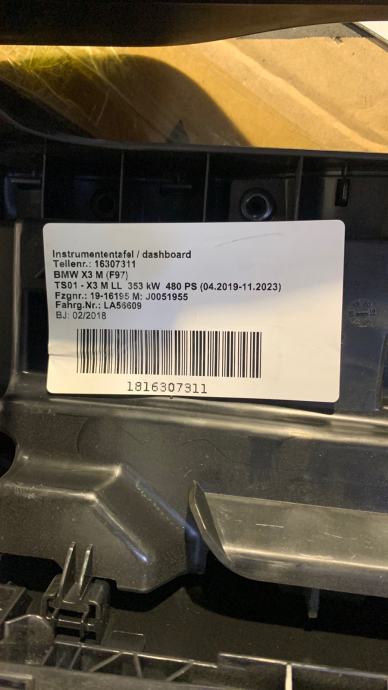 Instrumententafel / dashboard
Teilenr.: 16307311
BMW X3 M (F97)
TS01 - X3 M LL 353 kW 480 PS (04.2019-11.2023)
Fzgnr.: 19-16195 M: J0051955
Fahrg.Nr.: LA56609
BJ: 02/2018
1816307311